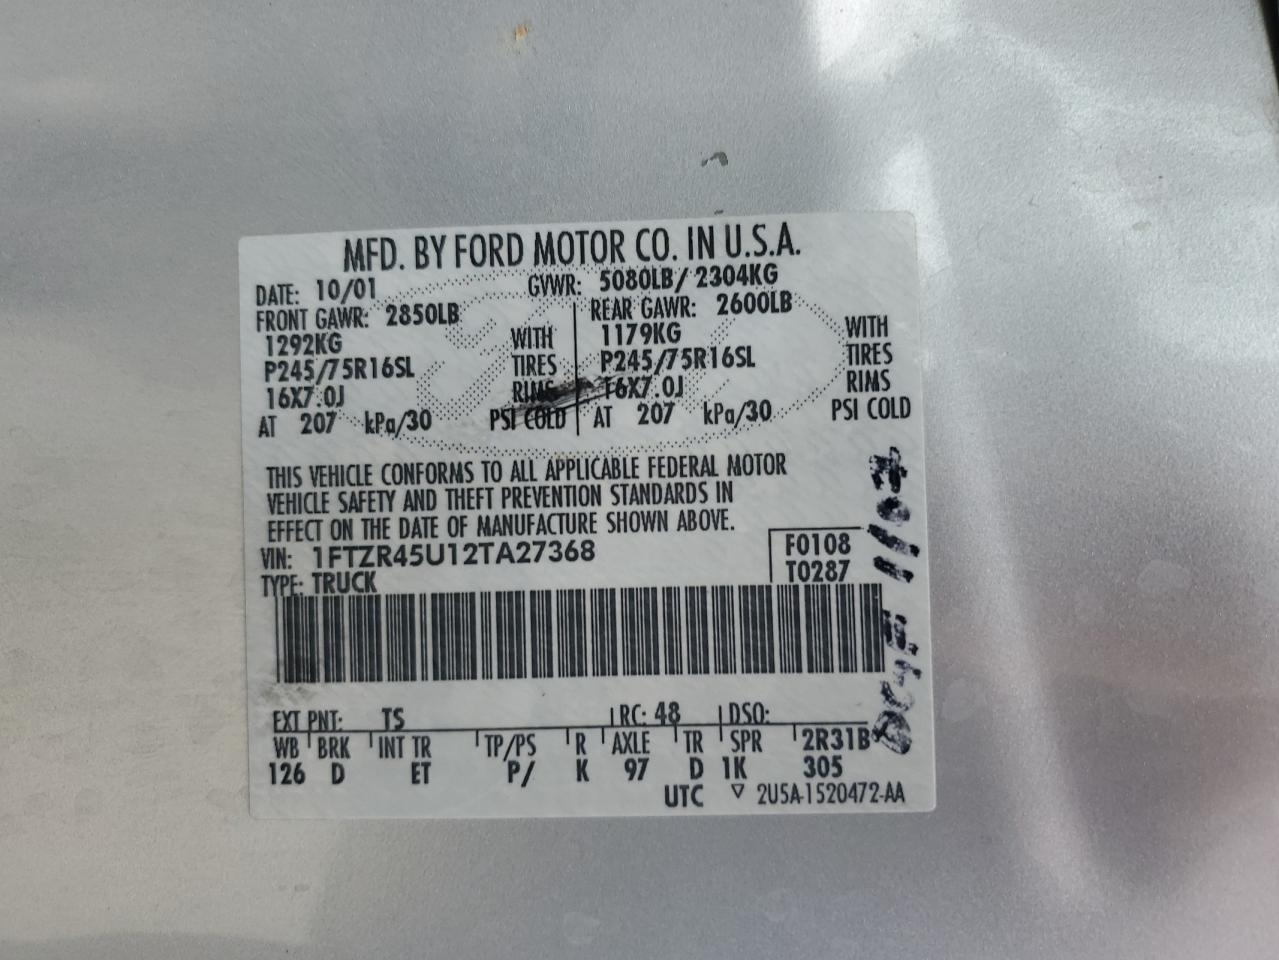 MFD. BY FORD MOTOR CO. IN U.S.A.
DATE: 10/01 GVWR: 5080LB/ 2304KG
FRONT GAWR: 2850LB REAR GAWR: 2600LB
1292KG WITH 1179KG WITH
P245/75R16SL TIRES P245/75R16SL TIRES
16X7.0J RIMS 16X7.0J RIMS
AT 207 kPa/30 PSI COLD AT 207 kPa/30 PSI COLD
THIS VEHICLE CONFORMS TO ALL APPLICABLE FEDERAL MOTOR
VEHICLE SAFETY AND THEFT PREVENTION STANDARDS IN
EFFECT ON THE DATE OF MANUFACTURE SHOWN ABOVE.
VIN: 1FTZR45U12TA27368 F0108
TYPE: TRUCK T0287
EXT PNT: TS RC: 48 DSO:
WB BRK INT TR TP/PS R AXLE TR SPR 2R31B
126 D ET P/ K 97 D 1K 305
UTC ▽ 2U5A-1520472-AA